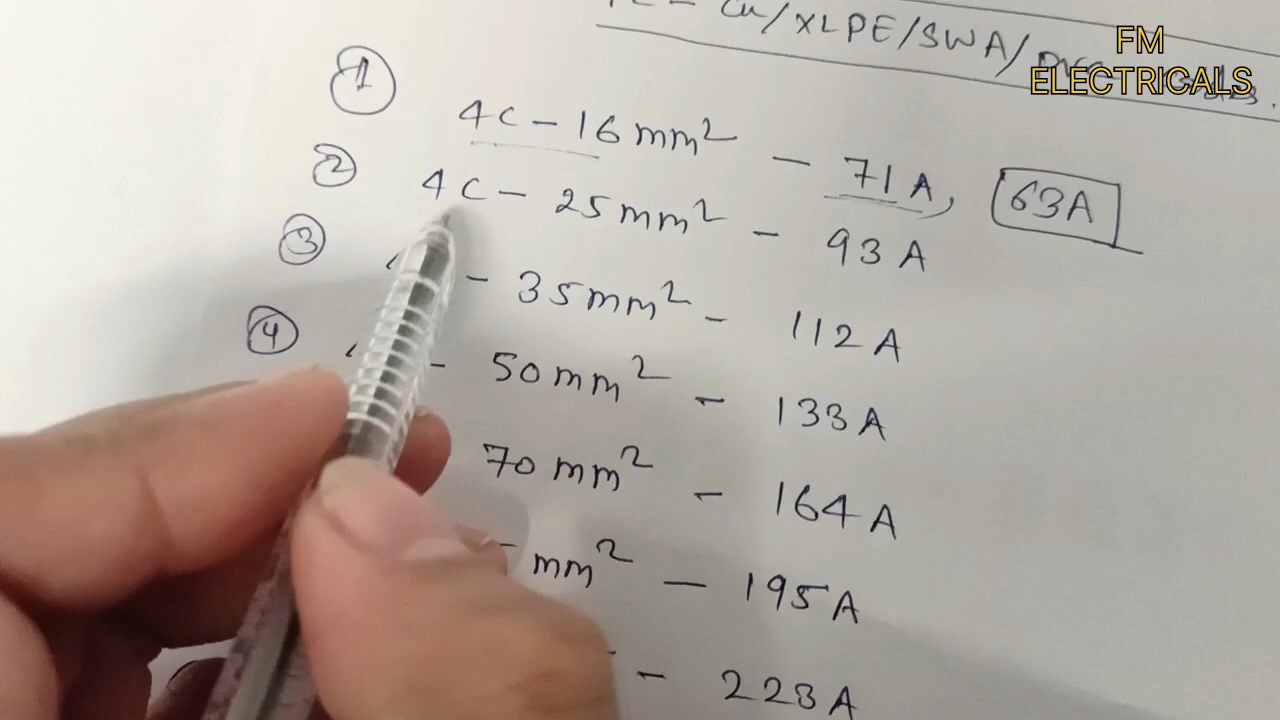 Cu/XLPE/SWA/
FM
ELECTRICALS
① 4C - 16mm² - 71A, 63A
② 4C - 25mm² - 93A
③ - 35mm² - 112A
④ - 50mm² - 133A
70mm² - 164A
mm² - 195A
- 223A